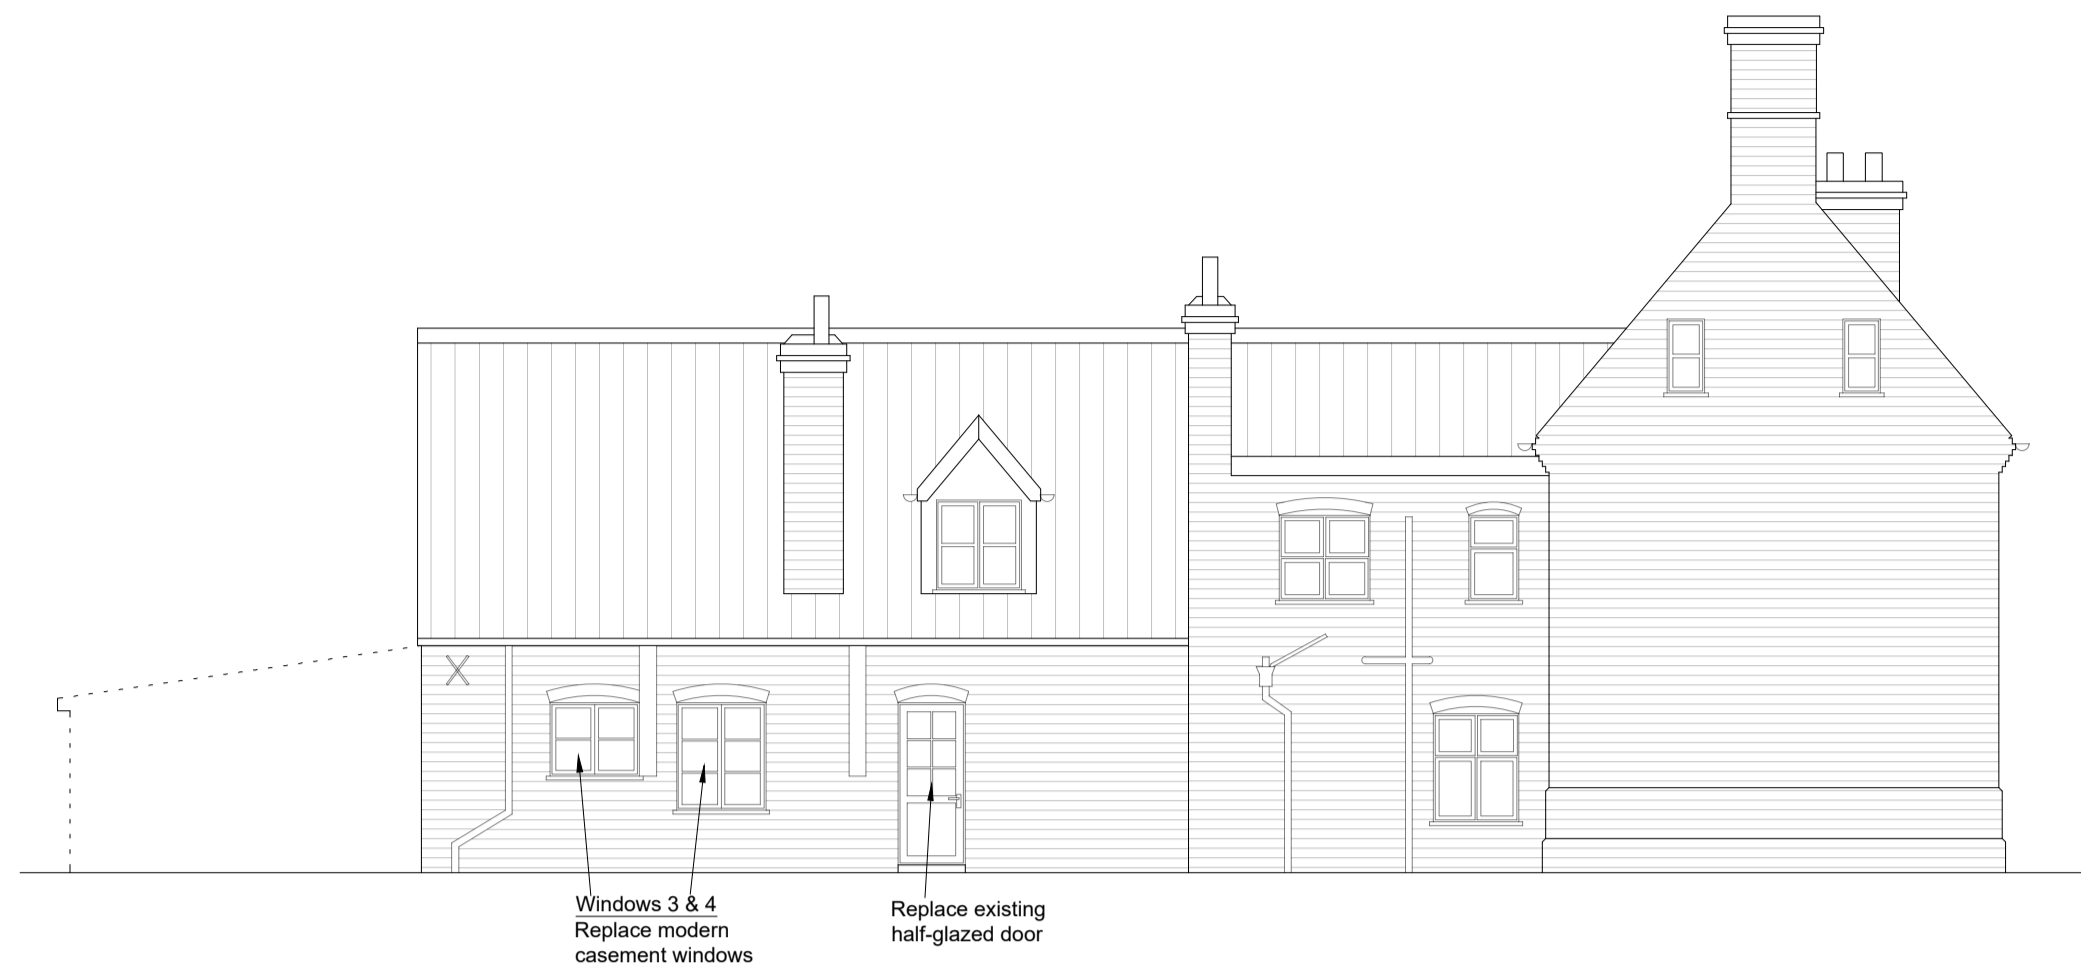 Windows 3 & 4
Replace modern
casement windows
Replace existing
half-glazed door